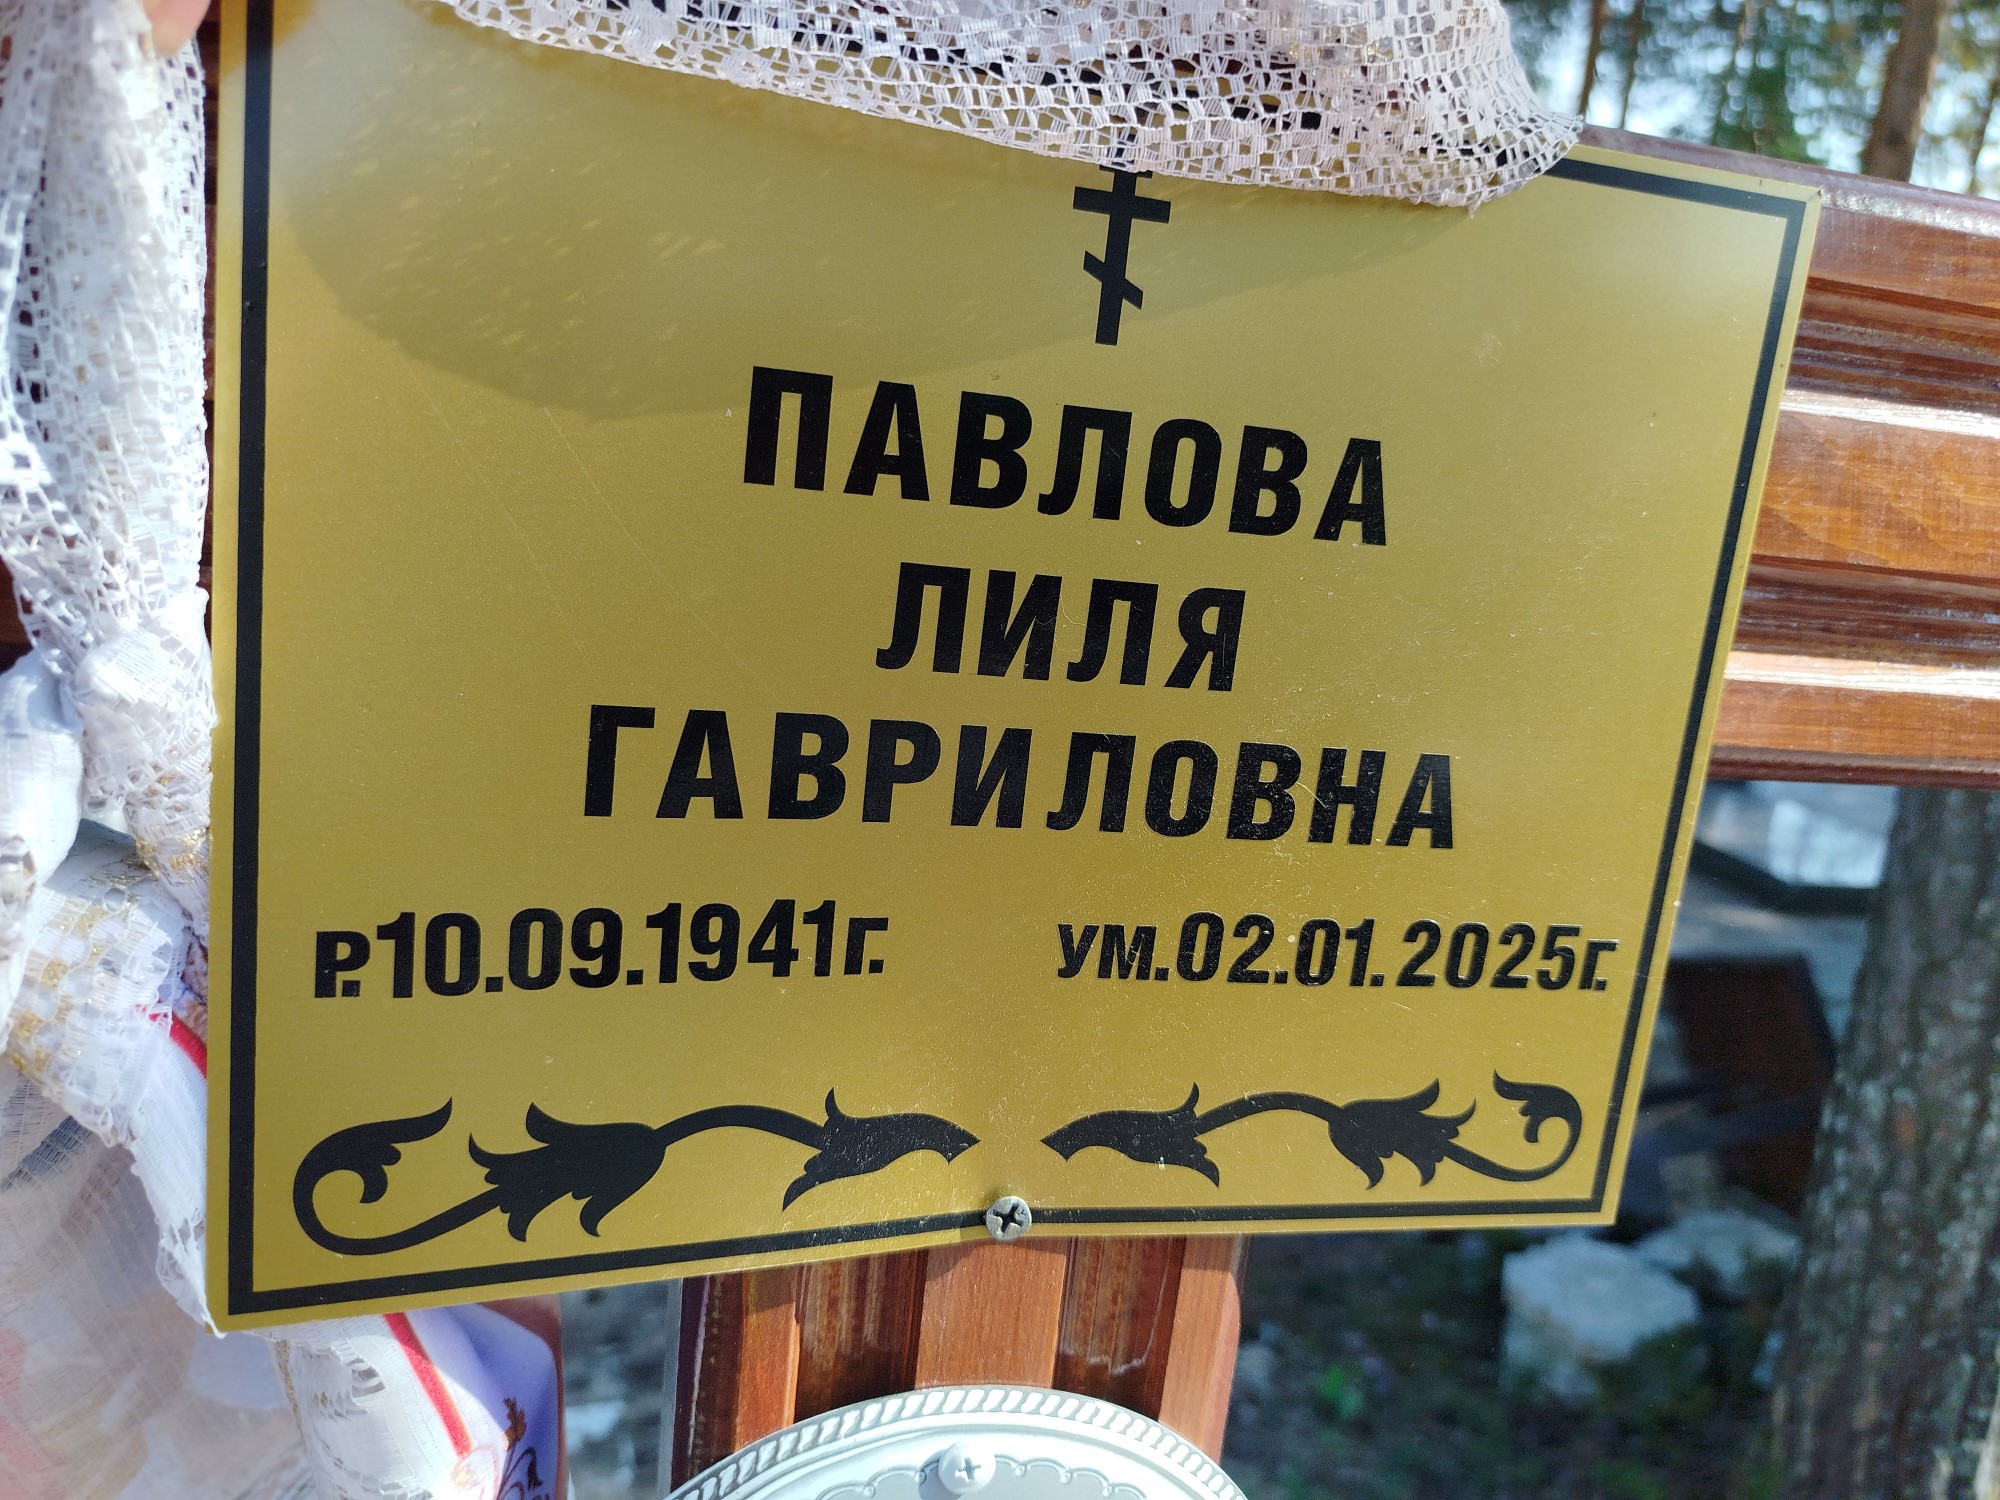 ПАВЛОВА
ЛИЛЯ
ГАВРИЛОВНА
Р.10.09.1941г. УМ.02.01.2025г.